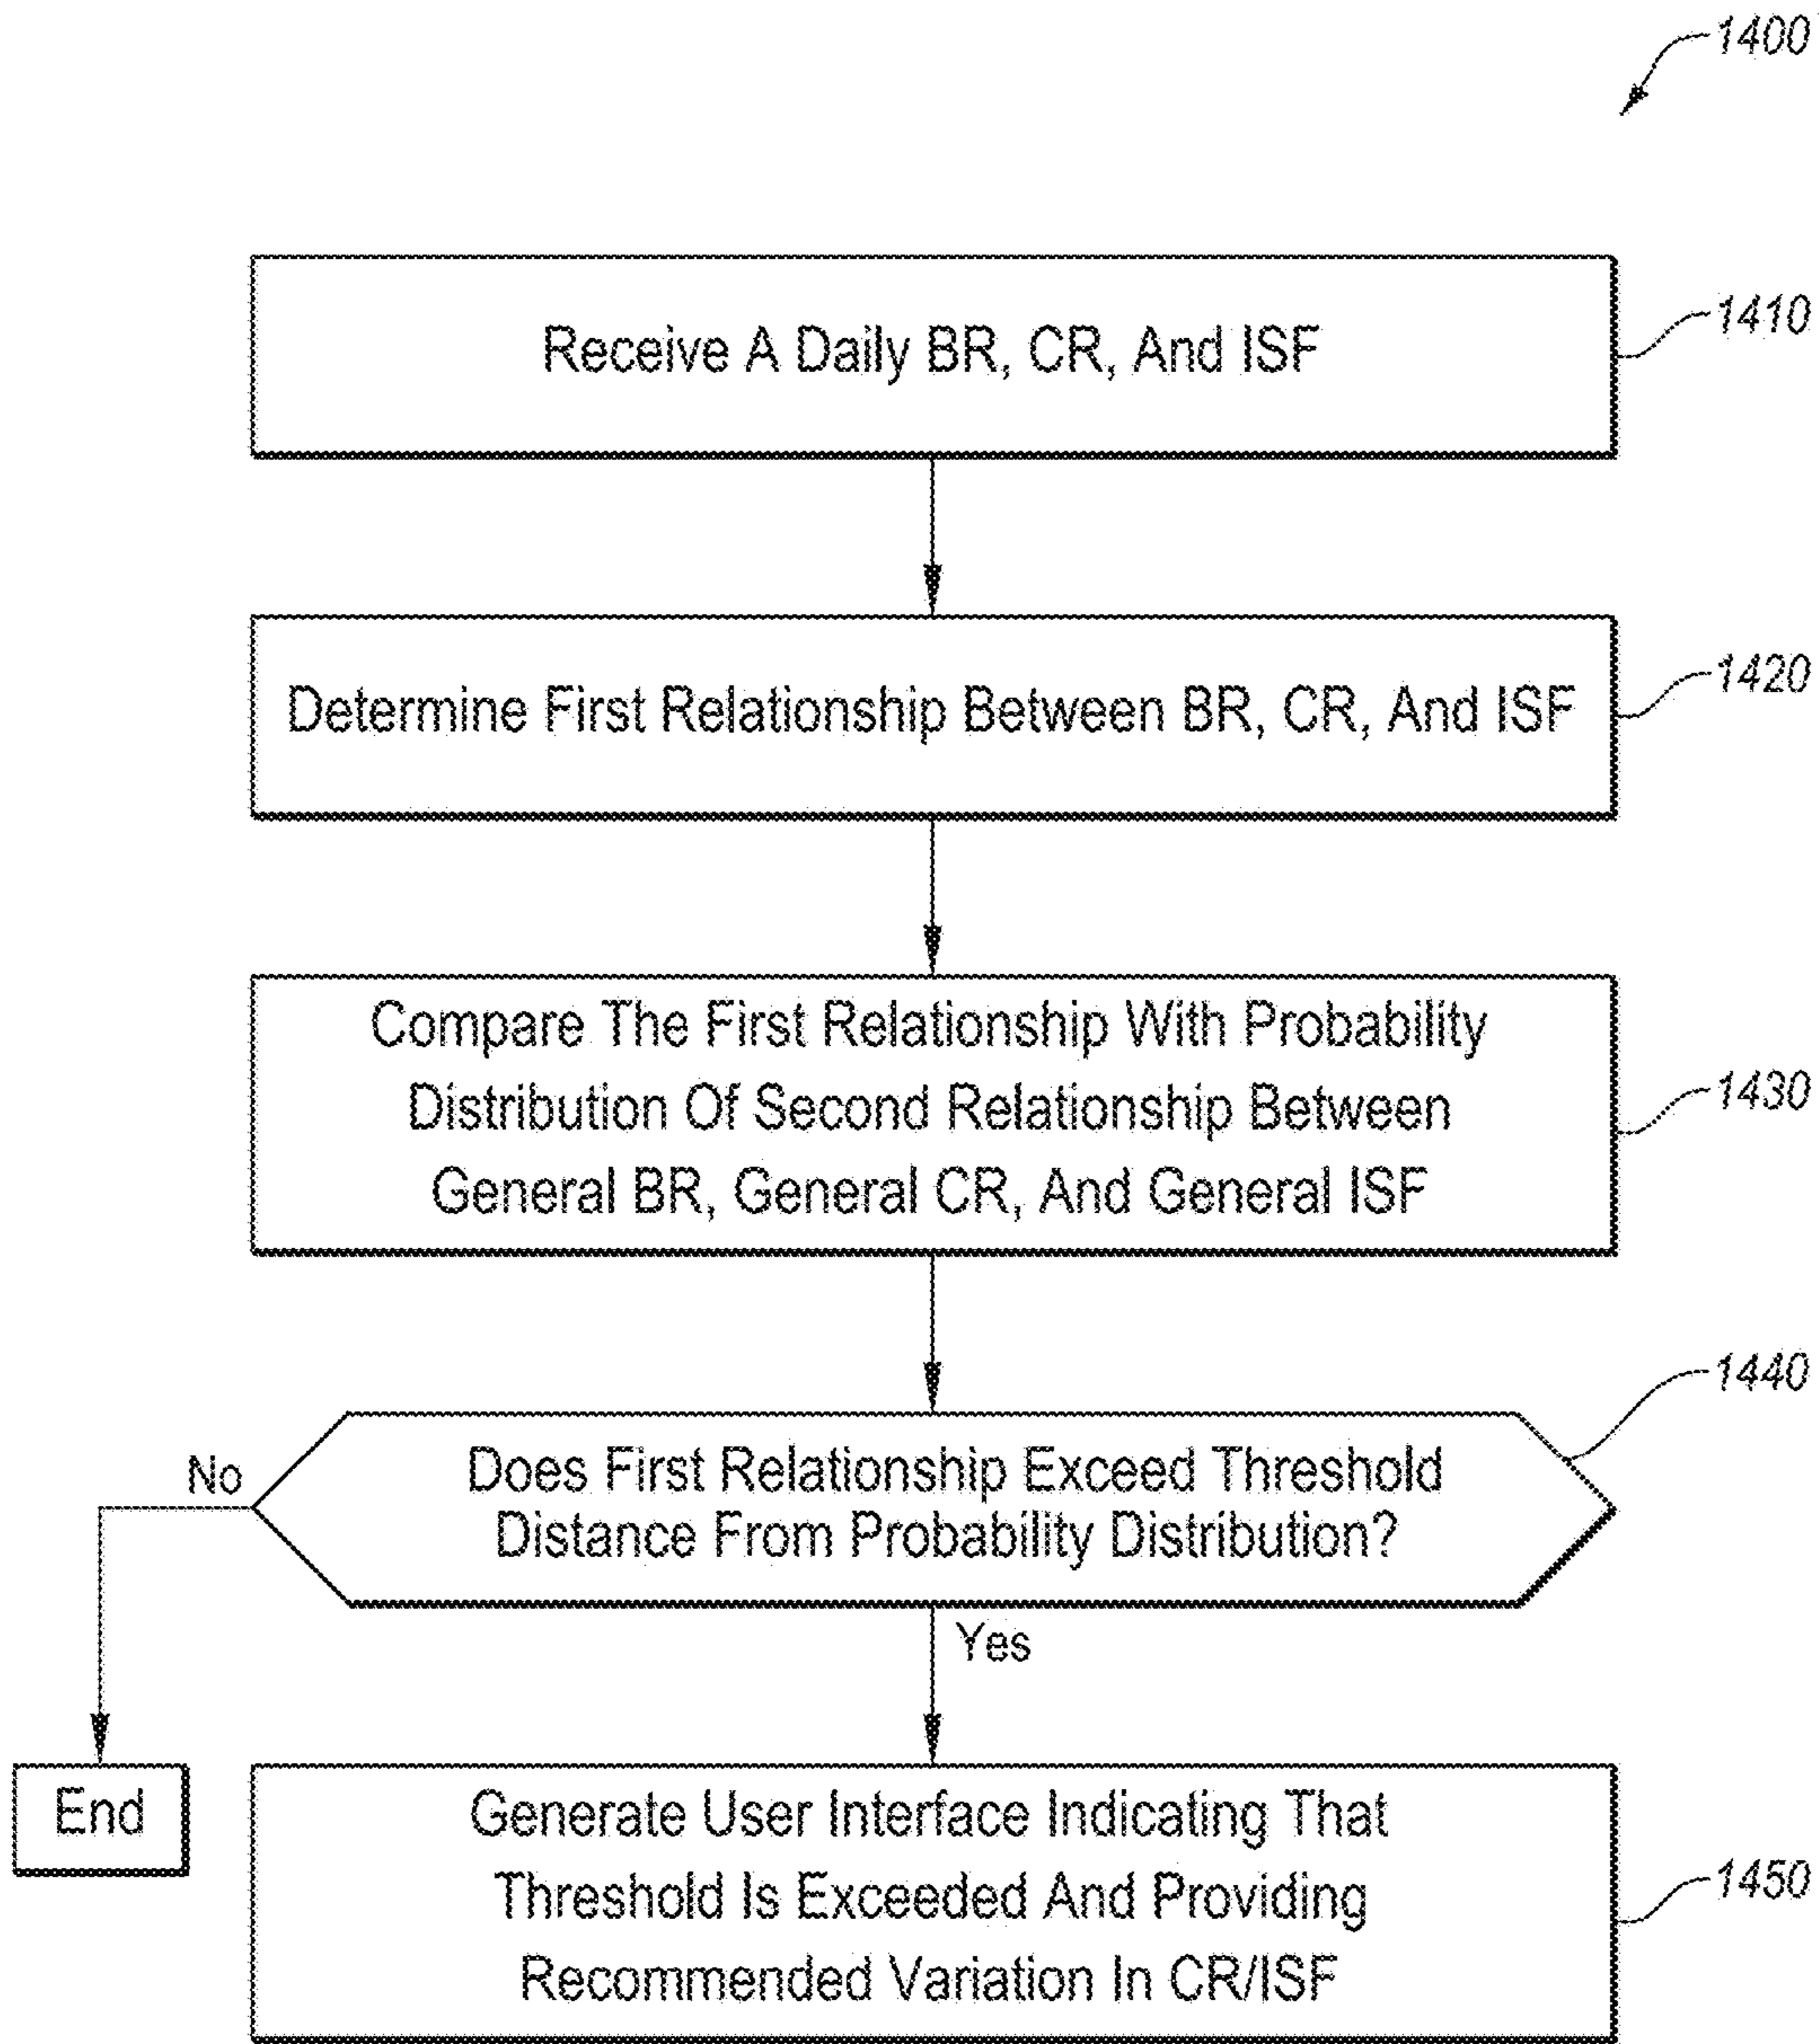 1400
Receive A Daily BR, CR, And ISF
1410
Determine First Relationship Between BR, CR, And ISF
1420
Compare The First Relationship With Probability
Distribution Of Second Relationship Between
General BR, General CR, And General ISF
1430
1440
No
Does First Relationship Exceed Threshold
Distance From Probability Distribution?
Yes
End
Generate User Interface Indicating That
Threshold Is Exceeded And Providing
Recommended Variation In CR/ISF
1450